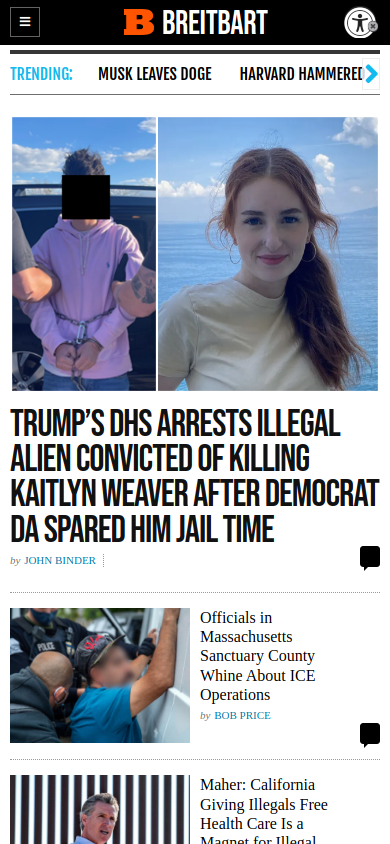 B BREITBART
TRENDING: MUSK LEAVES DOGE HARVARD HAMMERED
TRUMP'S DHS ARRESTS ILLEGAL
ALIEN CONVICTED OF KILLING
KAITLYN WEAVER AFTER DEMOCRAT
DA SPARED HIM JAIL TIME
by JOHN BINDER
POLICE
Officials in
Massachusetts
Sanctuary County
Whine About ICE
Operations
by BOB PRICE
Maher: California
Giving Illegals Free
Health Care Is a
Magnet for Illegal